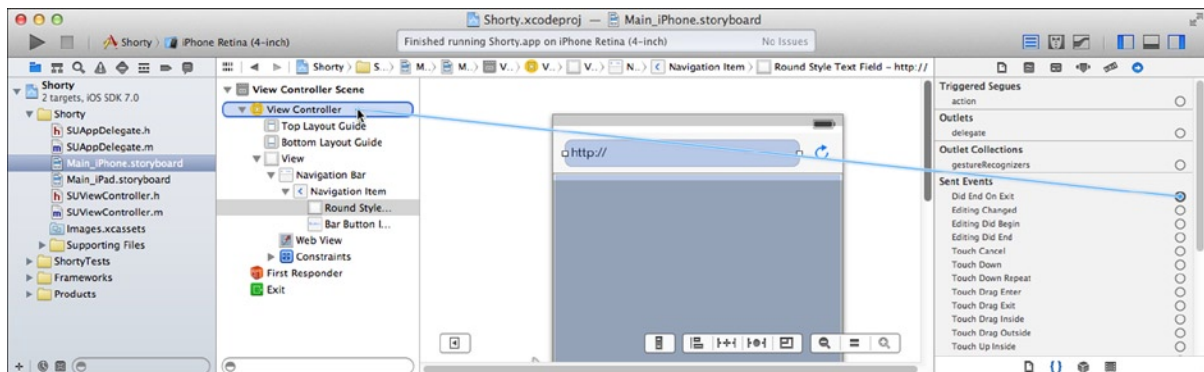 Shorty.xcodeproj — Main_iPhone.storyboard
Shorty iPhone Retina (4-inch)
Finished running Shorty.app on iPhone Retina (4-inch) No Issues
Shorty S... M... M... V... V... V... N... Navigation Item Round Style Text Field – http://
Shorty
2 targets, iOS SDK 7.0
Shorty
SUAppDelegate.h
SUAppDelegate.m
Main_iPhone.storyboard
Main_iPad.storyboard
SUViewController.h
SUViewController.m
Images.xcassets
Supporting Files
ShortyTests
Frameworks
Products
View Controller Scene
View Controller
Top Layout Guide
Bottom Layout Guide
View
Navigation Bar
Navigation Item
Round Style...
Bar Button I...
Web View
Constraints
First Responder
Exit
http://
Triggered Segues
action
Outlets
delegate
Outlet Collections
gestureRecognizers
Sent Events
Did End On Exit
Editing Changed
Editing Did Begin
Editing Did End
Touch Cancel
Touch Down
Touch Down Repeat
Touch Drag Enter
Touch Drag Exit
Touch Drag Inside
Touch Drag Outside
Touch Up Inside